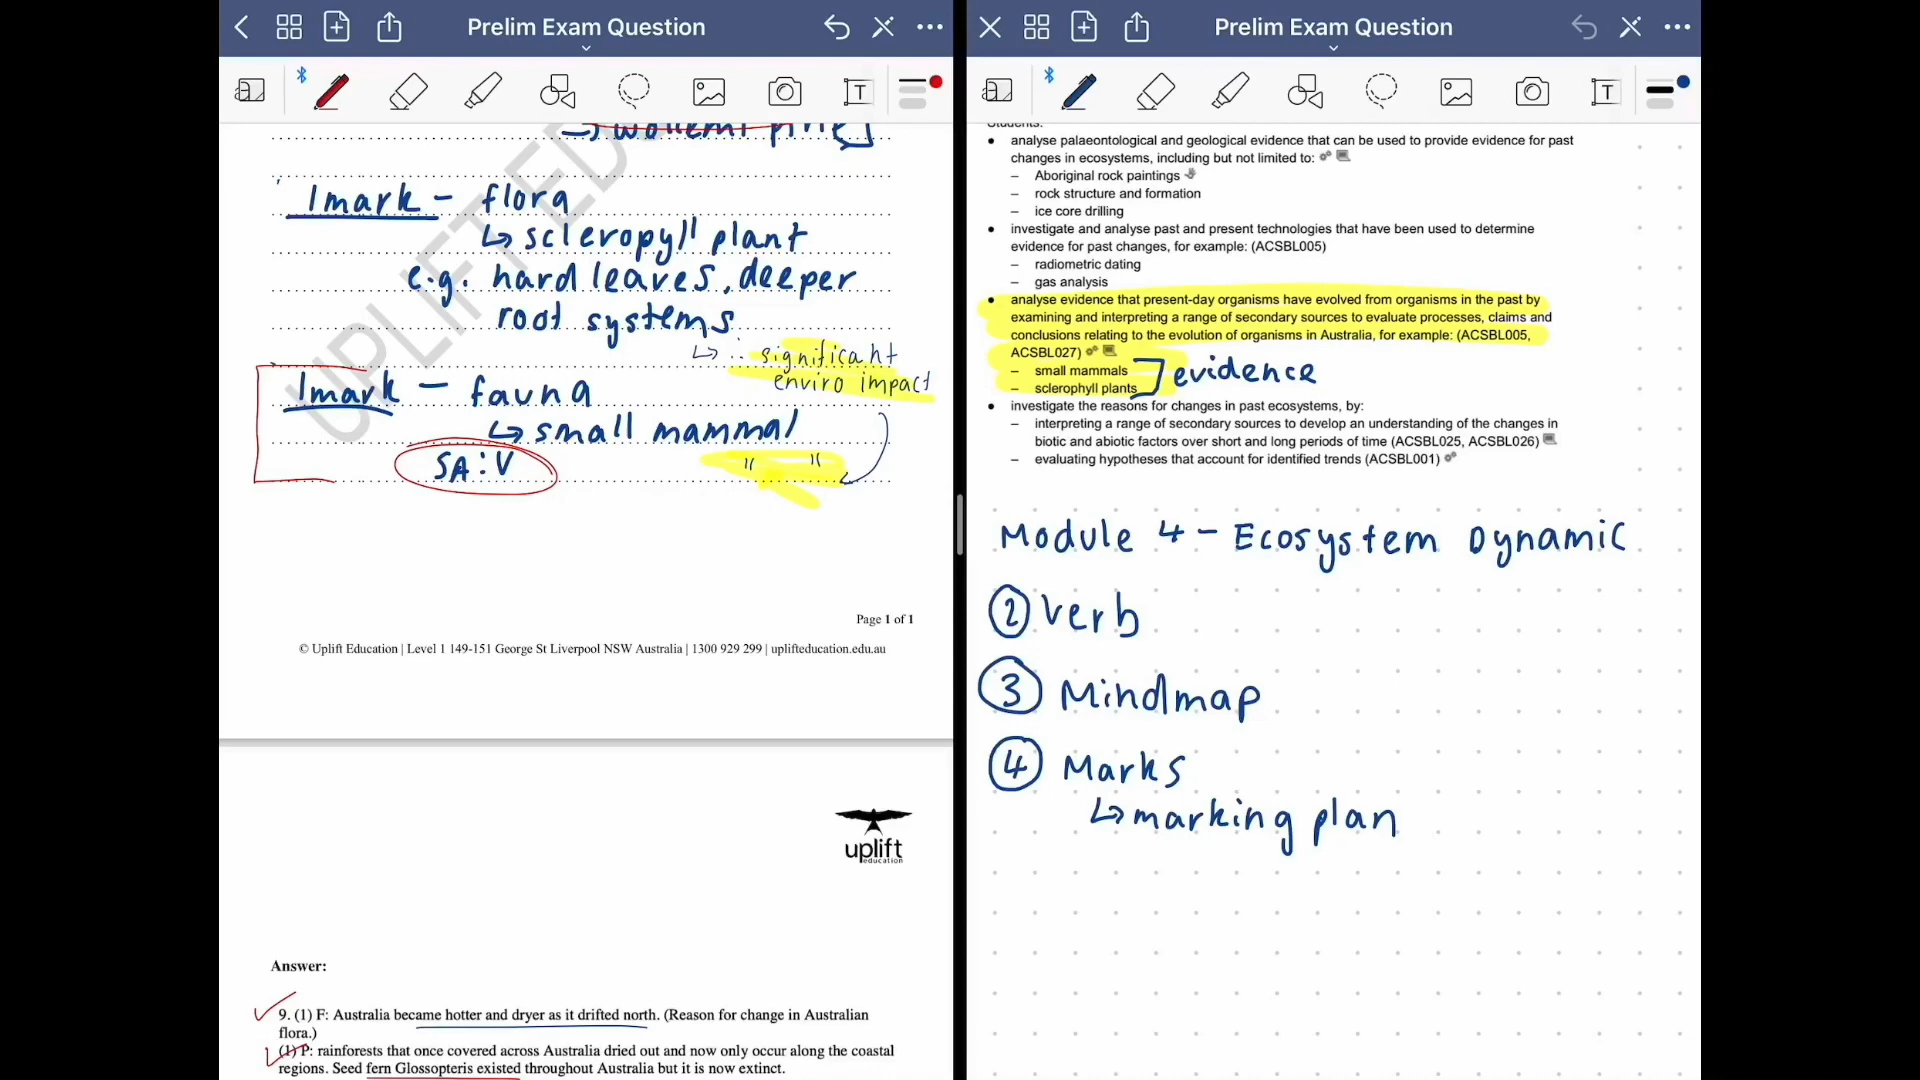 Prelim Exam Question
→ wollemi pine]
1 mark - flora
↳ scleropyll plant
e.g. hard leaves, deeper
root systems
↳ ∴ significant
enviro impact
1 mark - fauna
↳ small mammal
SA:V
" "
UPLIFT ED
Page 1 of 1
© Uplift Education | Level 1 149-151 George St Liverpool NSW Australia | 1300 929 299 | uplifteducation.edu.au
uplift
education
Answer:
9. (1) F: Australia became hotter and dryer as it drifted north. (Reason for change in Australian
flora.)
(1) P: rainforests that once covered across Australia dried out and now only occur along the coastal
regions. Seed fern Glossopteris existed throughout Australia but it is now extinct.
Prelim Exam Question
Students:
• analyse palaeontological and geological evidence that can be used to provide evidence for past
changes in ecosystems, including but not limited to:
– Aboriginal rock paintings
– rock structure and formation
– ice core drilling
• investigate and analyse past and present technologies that have been used to determine
evidence for past changes, for example: (ACSBL005)
– radiometric dating
– gas analysis
• analyse evidence that present-day organisms have evolved from organisms in the past by
examining and interpreting a range of secondary sources to evaluate processes, claims and
conclusions relating to the evolution of organisms in Australia, for example: (ACSBL005,
ACSBL027)
– small mammals
– sclerophyll plants
] evidence
• investigate the reasons for changes in past ecosystems, by:
– interpreting a range of secondary sources to develop an understanding of the changes in
biotic and abiotic factors over short and long periods of time (ACSBL025, ACSBL026)
– evaluating hypotheses that account for identified trends (ACSBL001)
Module 4 - Ecosystem Dynamic
② Verb
③ Mindmap
④ Marks
↳ marking plan